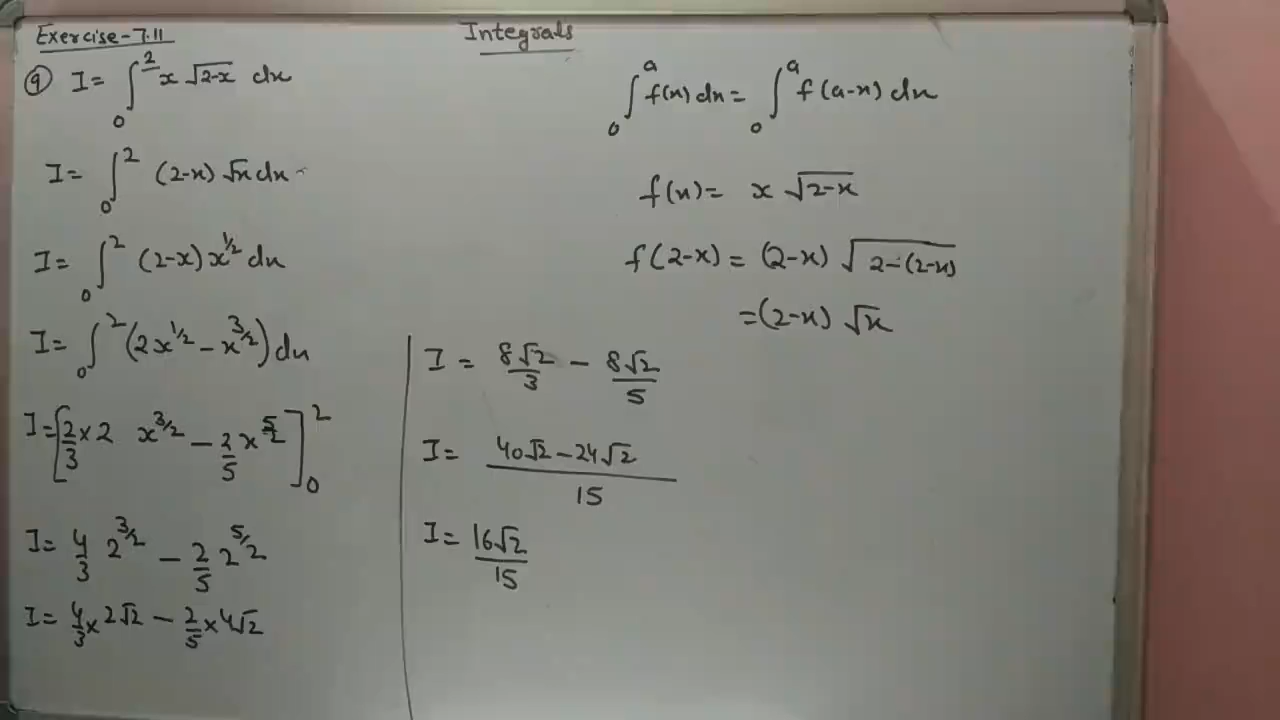 Exercise-7.11
Integrals
⑨ I = ∫₀² x √(2-x) dx
I = ∫₀² (2-x) √x dx
I = ∫₀² (2-x) x^(1/2) dx
I = ∫₀² (2x^(1/2) - x^(3/2)) dx
I = [2/3 × 2 x^(3/2) - 2/5 x^(5/2)]₀²
I = 4/3 2^(3/2) - 2/5 2^(5/2)
I = 4/3 × 2√2 - 2/5 × 4√2
I = 8√2/3 - 8√2/5
I = (40√2 - 24√2)/15
I = 16√2/15
∫₀ᵃ f(x) dx = ∫₀ᵃ f(a-x) dx
f(x) = x √(2-x)
f(2-x) = (2-x) √(2-(2-x))
= (2-x) √x